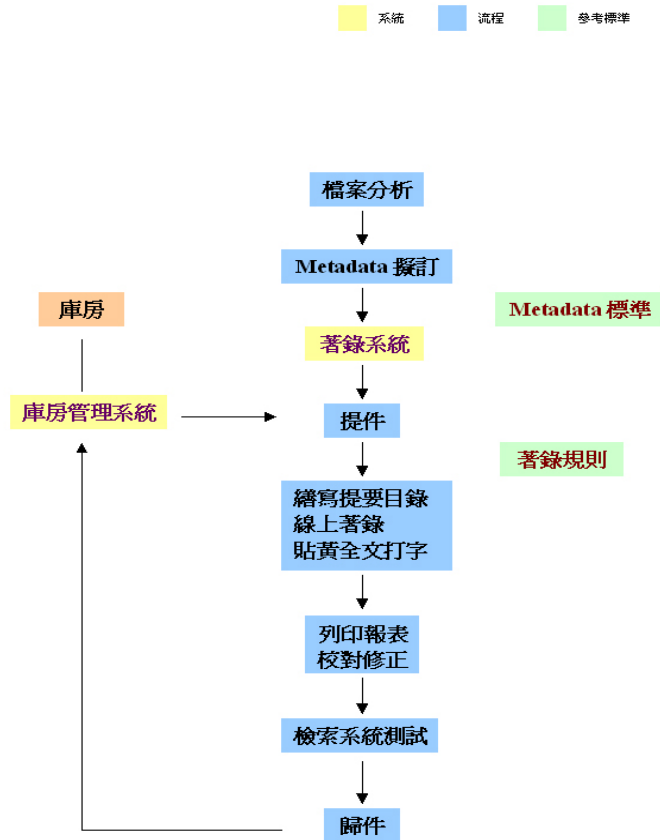 系統 流程 參考標準
檔案分析
Metadata 擬訂
庫房
Metadata 標準
著錄系統
庫房管理系統
提件
著錄規則
繕寫提要目錄
線上著錄
貼黃全文打字
列印報表
校對修正
檢索系統測試
歸件